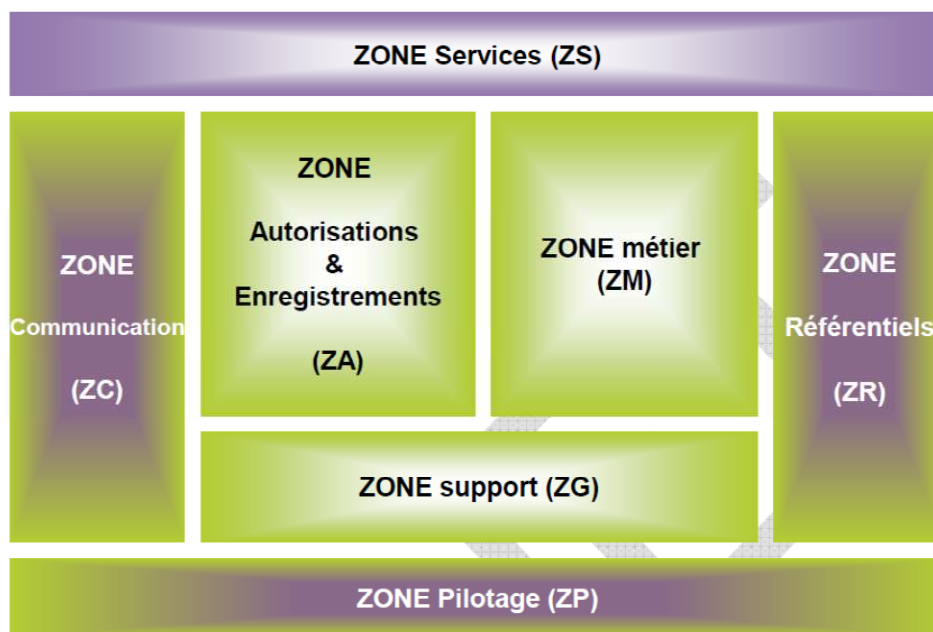 ZONE Services (ZS)
ZONE
Communication
(ZC)
ZONE
Autorisations
&
Enregistrements
(ZA)
ZONE métier
(ZM)
ZONE
Référentiels
(ZR)
ZONE support (ZG)
ZONE Pilotage (ZP)